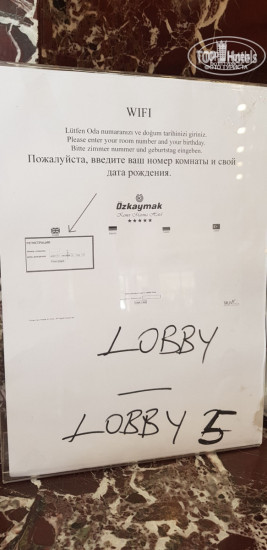 TOPHotels
WIFI
Lütfen Oda numaranızı ve doğum tarihinizi giriniz.
Please enter your room number and your birthday.
Bitte zimmer nummer und geburtstag eingeben.
Пожалуйста, введите ваш номер комнаты и свой
дата рождения.
Özkaymak
LOBBY
LOBBY 5